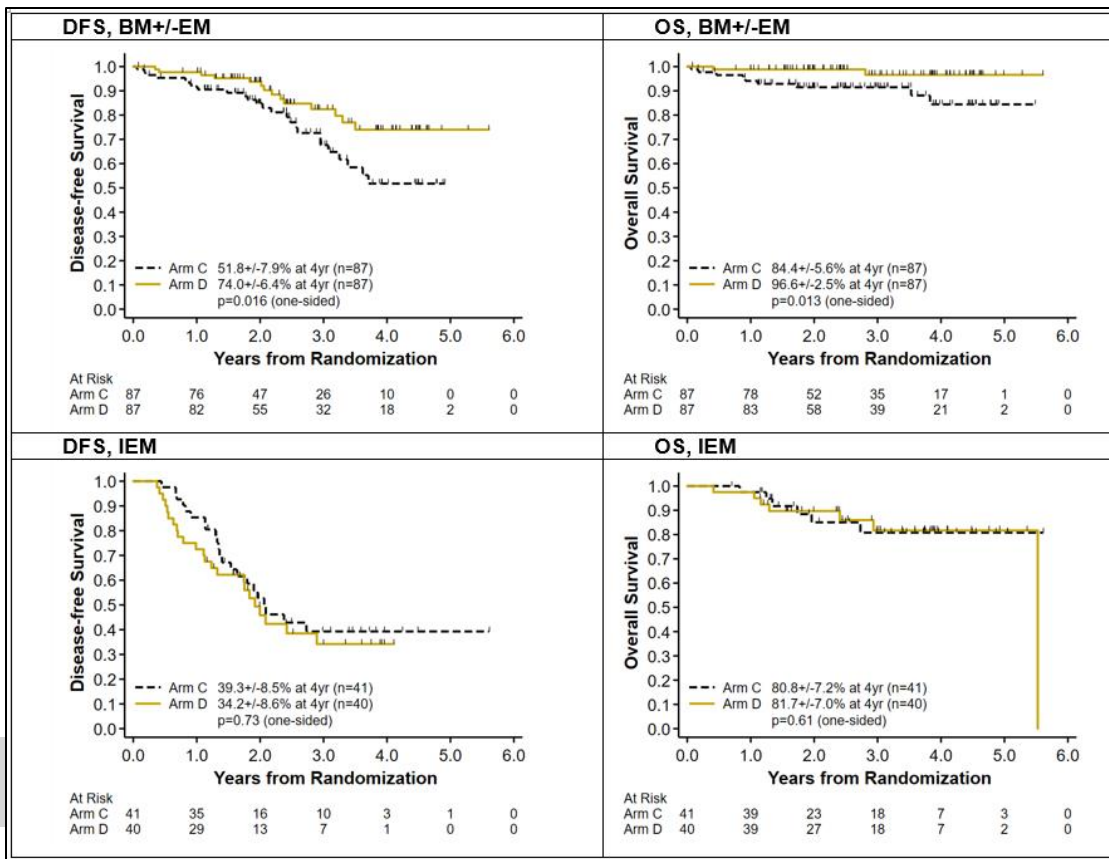 DFS, BM+/-EM
1.0
0.9
0.8
0.7
0.6
0.5
0.4
0.3
0.2
0.1
0.0
Disease-free Survival
Arm C 51.8+/-7.9% at 4yr (n=87)
Arm D 74.0+/-6.4% at 4yr (n=87)
p=0.016 (one-sided)
0.0 1.0 2.0 3.0 4.0 5.0 6.0
Years from Randomization
At Risk
Arm C 87 76 47 26 10 0 0
Arm D 87 82 55 32 18 2 0
OS, BM+/-EM
1.0
0.9
0.8
0.7
0.6
0.5
0.4
0.3
0.2
0.1
0.0
Overall Survival
Arm C 84.4+/-5.6% at 4yr (n=87)
Arm D 96.6+/-2.5% at 4yr (n=87)
p=0.013 (one-sided)
0.0 1.0 2.0 3.0 4.0 5.0 6.0
Years from Randomization
At Risk
Arm C 87 78 52 35 17 1 0
Arm D 87 83 58 39 21 2 0
DFS, IEM
1.0
0.9
0.8
0.7
0.6
0.5
0.4
0.3
0.2
0.1
0.0
Disease-free Survival
Arm C 39.3+/-8.5% at 4yr (n=41)
Arm D 34.2+/-8.6% at 4yr (n=40)
p=0.73 (one-sided)
0.0 1.0 2.0 3.0 4.0 5.0 6.0
Years from Randomization
At Risk
Arm C 41 35 16 10 3 1 0
Arm D 40 29 13 7 1 0 0
OS, IEM
1.0
0.9
0.8
0.7
0.6
0.5
0.4
0.3
0.2
0.1
0.0
Overall Survival
Arm C 80.8+/-7.2% at 4yr (n=41)
Arm D 81.7+/-7.0% at 4yr (n=40)
p=0.61 (one-sided)
0.0 1.0 2.0 3.0 4.0 5.0 6.0
Years from Randomization
At Risk
Arm C 41 39 23 18 7 3 0
Arm D 40 39 27 18 7 2 0